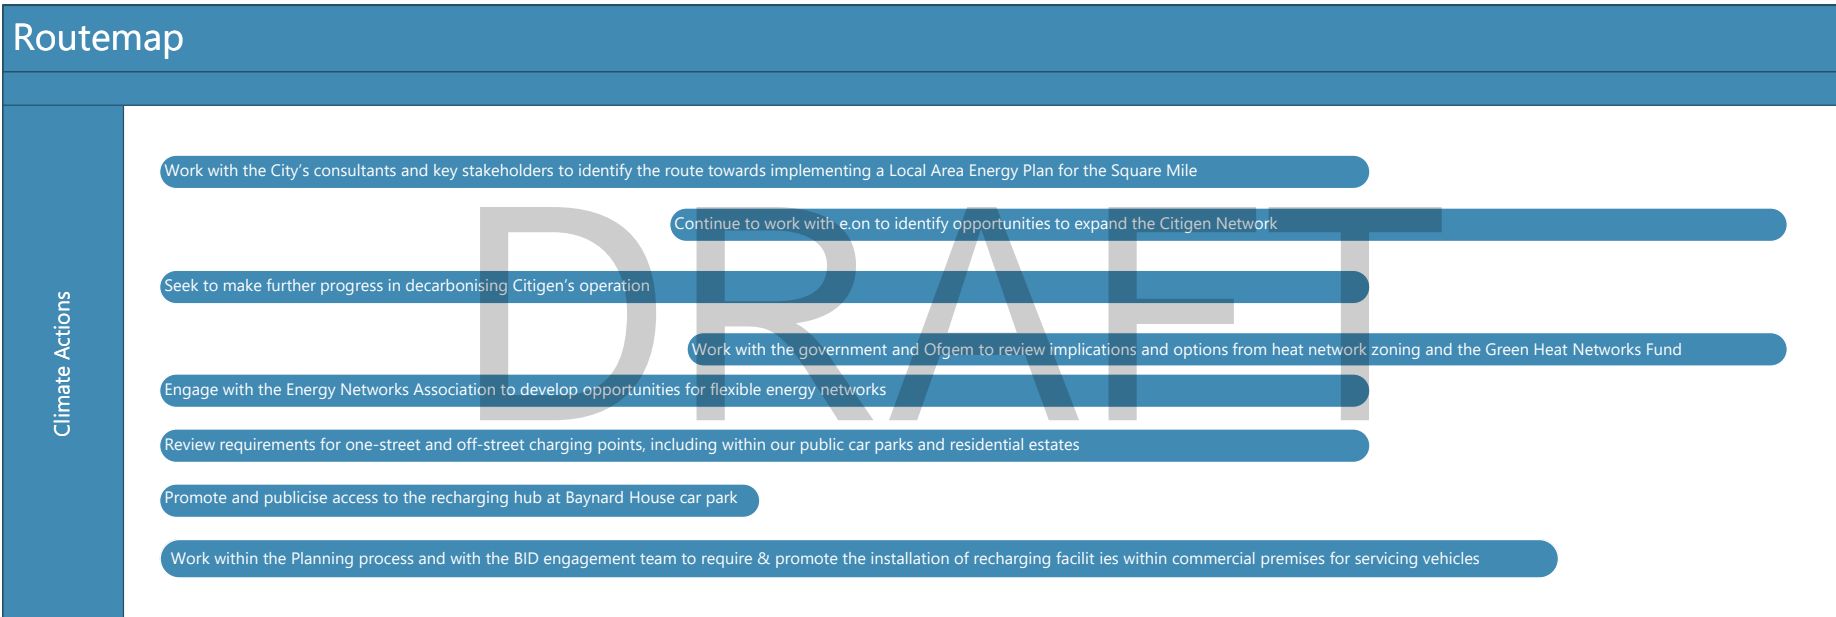 Routemap
Climate Actions
Work with the City’s consultants and key stakeholders to identify the route towards implementing a Local Area Energy Plan for the Square Mile
Continue to work with e.on to identify opportunities to expand the Citigen Network
Seek to make further progress in decarbonising Citigen’s operation
Work with the government and Ofgem to review implications and options from heat network zoning and the Green Heat Networks Fund
Engage with the Energy Networks Association to develop opportunities for flexible energy networks
Review requirements for one-street and off-street charging points, including within our public car parks and residential estates
Promote and publicise access to the recharging hub at Baynard House car park
Work within the Planning process and with the BID engagement team to require & promote the installation of recharging facilit ies within commercial premises for servicing vehicles
DRAFT